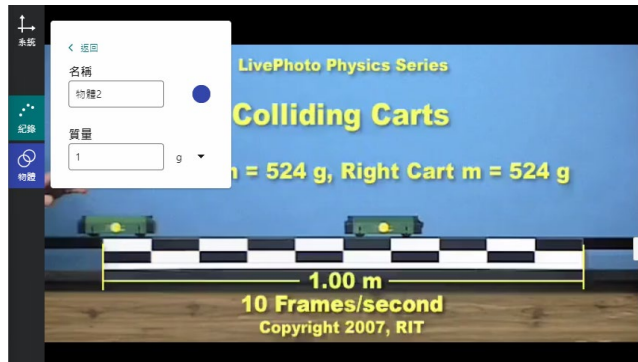 系統
紀錄
物體
返回
名稱
物體2
質量
1 g
LivePhoto Physics Series
Colliding Carts
m = 524 g, Right Cart m = 524 g
1.00 m
10 Frames/second
Copyright 2007, RIT